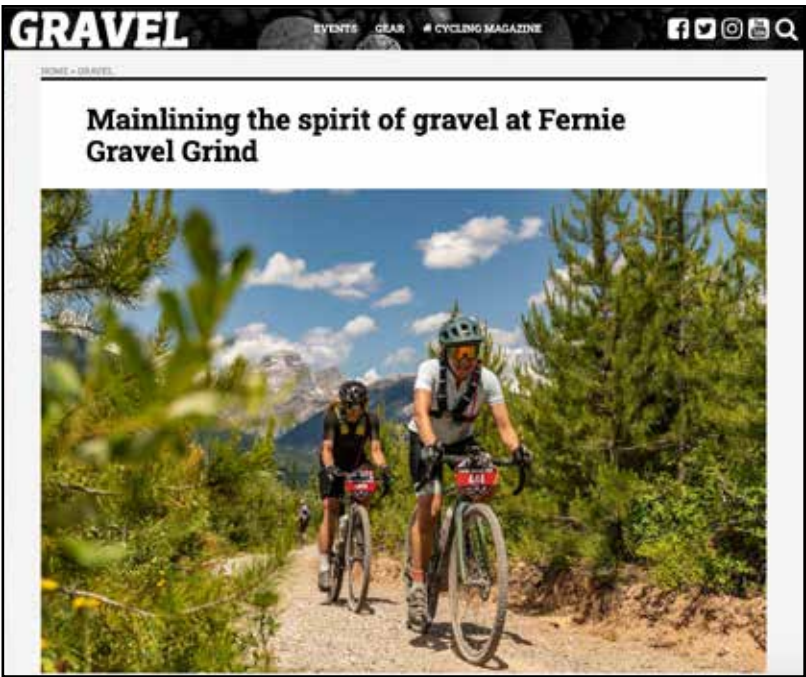 GRAVEL
EVENTS GEAR # CYCLING MAGAZINE
HOME » GRAVEL
Mainlining the spirit of gravel at Fernie
Gravel Grind